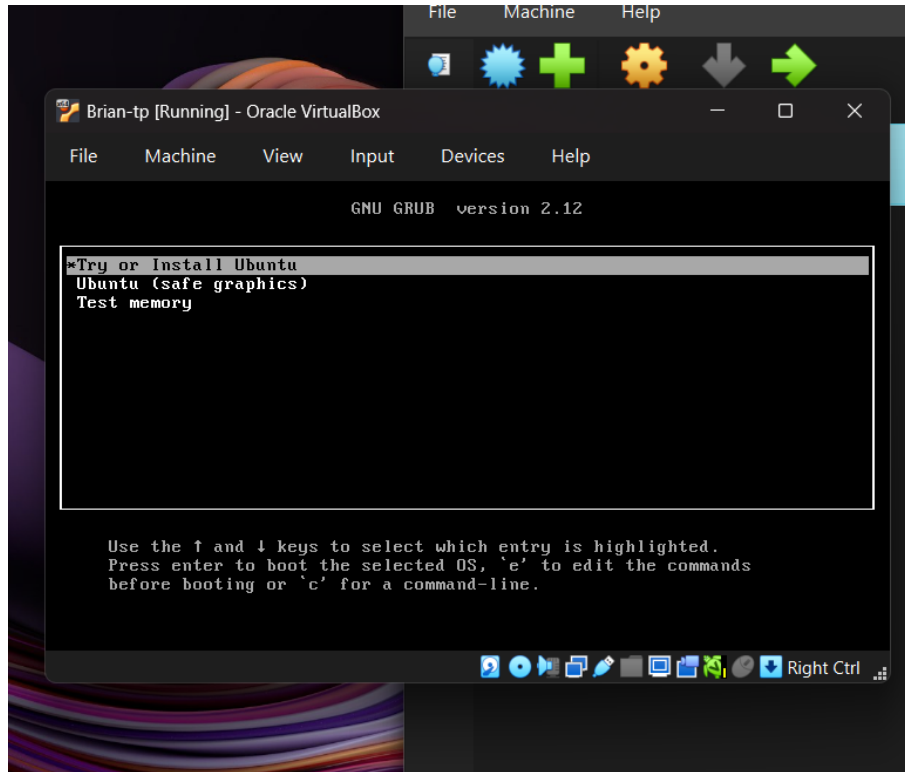 File Machine Help
Brian-tp [Running] - Oracle VirtualBox
File Machine View Input Devices Help
GNU GRUB version 2.12
*Try or Install Ubuntu
Ubuntu (safe graphics)
Test memory
Use the ↑ and ↓ keys to select which entry is highlighted.
Press enter to boot the selected OS, `e' to edit the commands
before booting or `c' for a command-line.
Right Ctrl